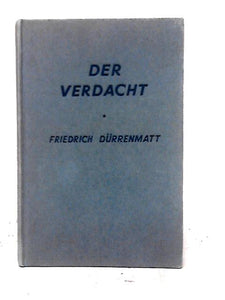 DER
VERDACHT
•
FRIEDRICH DÜRRENMATT